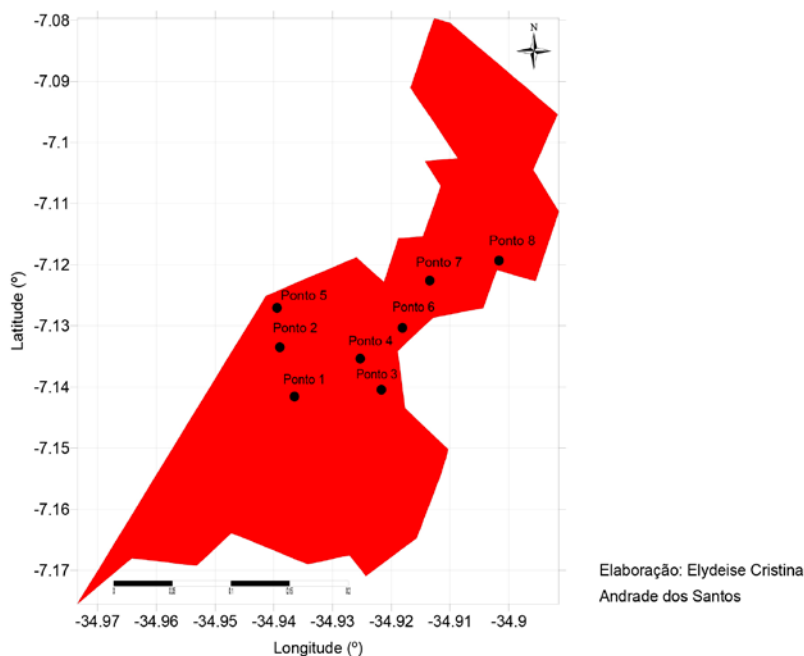 N
-7.08
-7.09
-7.1
-7.11
-7.12
-7.13
-7.14
-7.15
-7.16
-7.17
Latitude (º)
Ponto 8
Ponto 7
Ponto 5
Ponto 6
Ponto 2
Ponto 4
Ponto 3
Ponto 1
-34.97 -34.96 -34.95 -34.94 -34.93 -34.92 -34.91 -34.9
Longitude (º)
Elaboração: Elydeise Cristina
Andrade dos Santos